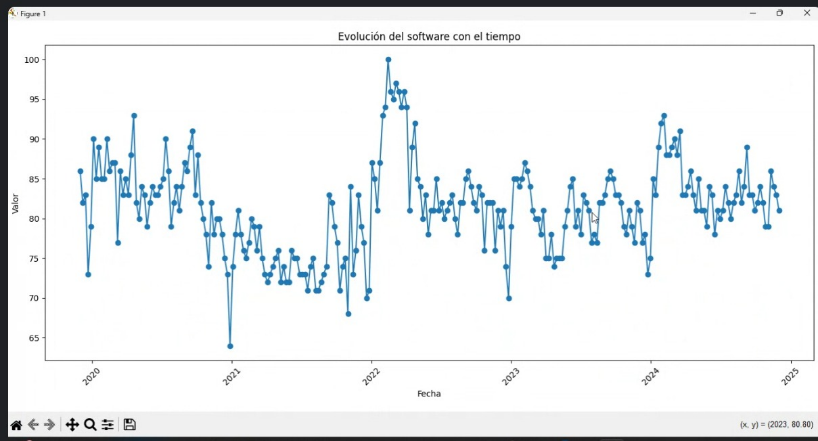 Figure 1
Evolución del software con el tiempo
100
95
90
85
80
75
70
65
Valor
2020
2021
2022
2023
2024
2025
Fecha
(x, y) = (2023, 80.80)